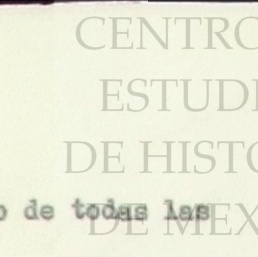 CENTRO
ESTUDI
DE HISTO
de todas las
DE MEX